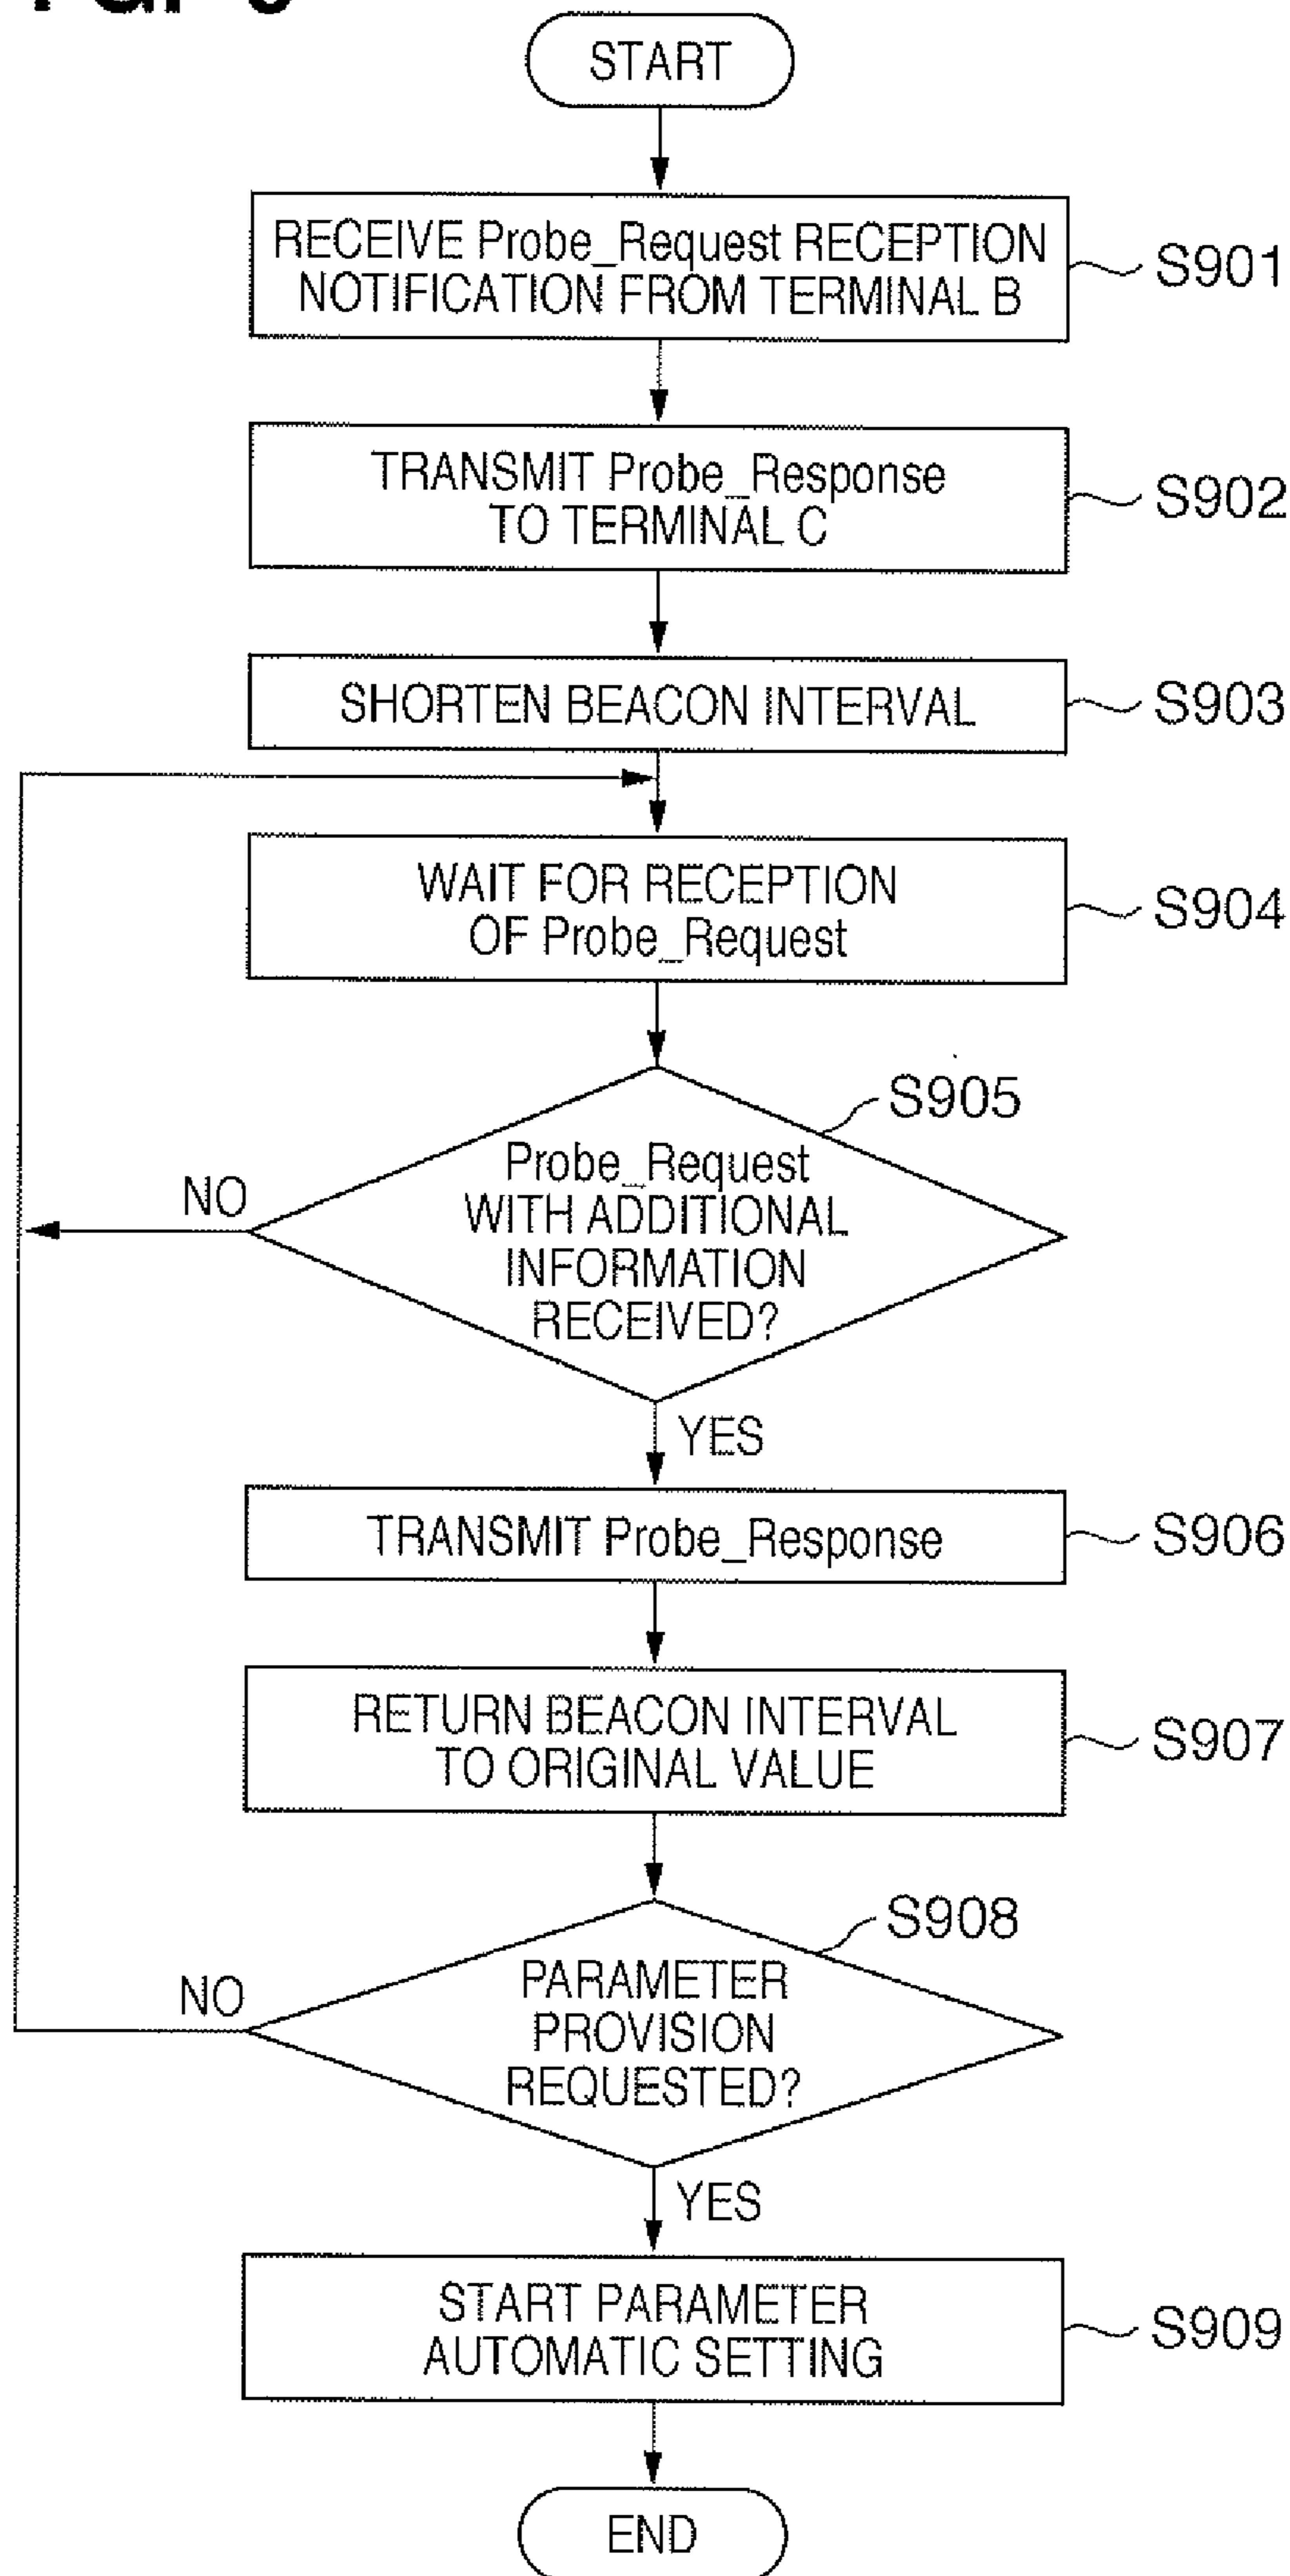 START
RECEIVE Probe_Request RECEPTION
NOTIFICATION FROM TERMINAL B
S901
TRANSMIT Probe_Response
TO TERMINAL C
S902
SHORTEN BEACON INTERVAL
S903
WAIT FOR RECEPTION
OF Probe_Request
S904
S905
Probe_Request
WITH ADDITIONAL
INFORMATION
RECEIVED?
NO
YES
TRANSMIT Probe_Response
S906
RETURN BEACON INTERVAL
TO ORIGINAL VALUE
S907
S908
PARAMETER
PROVISION
REQUESTED?
NO
YES
START PARAMETER
AUTOMATIC SETTING
S909
END